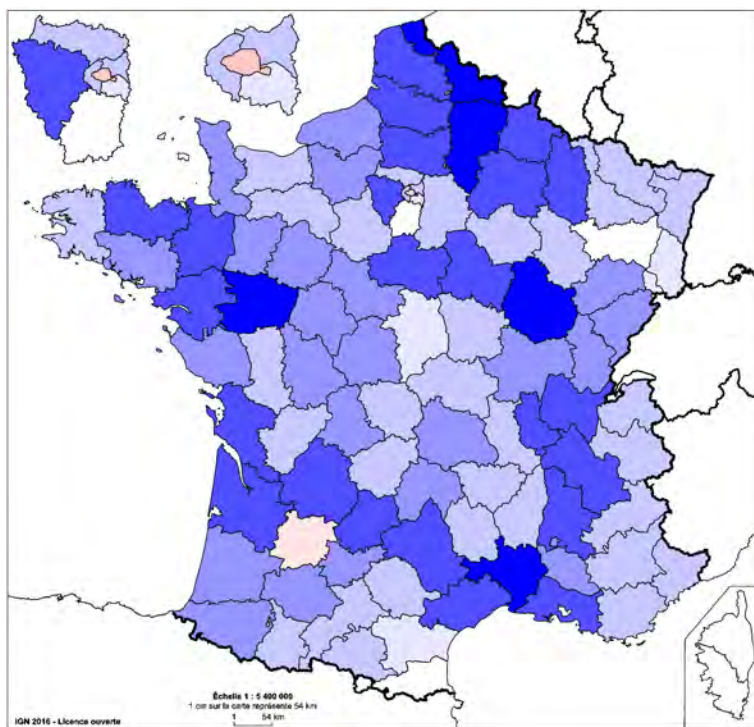 Échelle 1 : 5 400 000
1 cm sur la carte représente 54 km
1 54 km
IGN 2016 - Licence ouverte